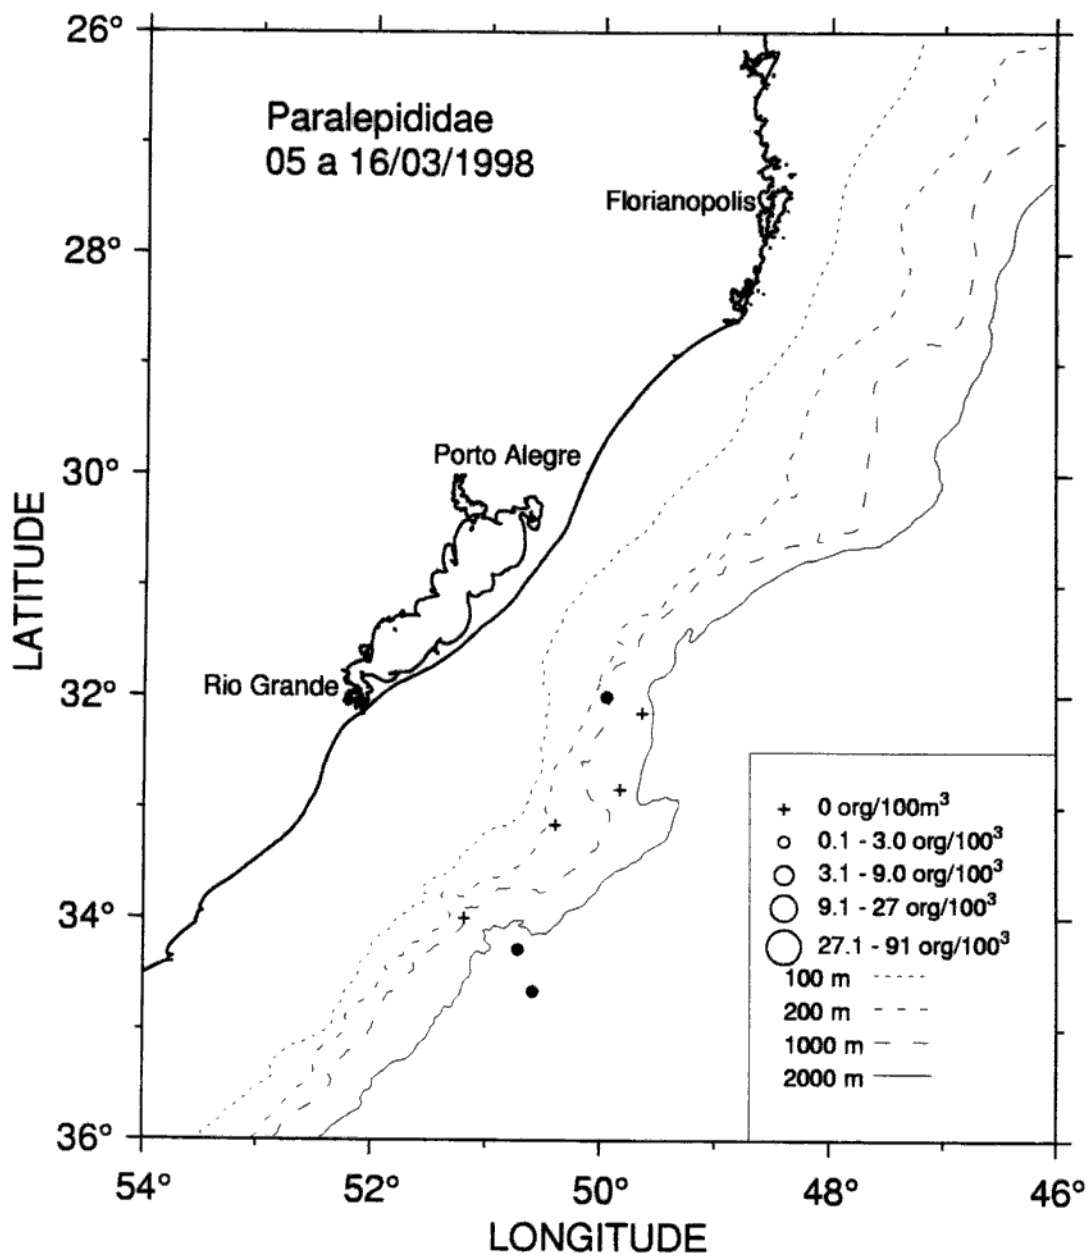 26°
Paralepididae
05 a 16/03/1998
Florianopolis
28°
Porto Alegre
30°
LATITUDE
Rio Grande
32°
+ 0 org/100m³
0.1 - 3.0 org/100³
3.1 - 9.0 org/100³
34°
9.1 - 27 org/100³
27.1 - 91 org/100³
100 m
200 m
1000 m
2000 m
36°
54° 52° 50° 48° 46°
LONGITUDE